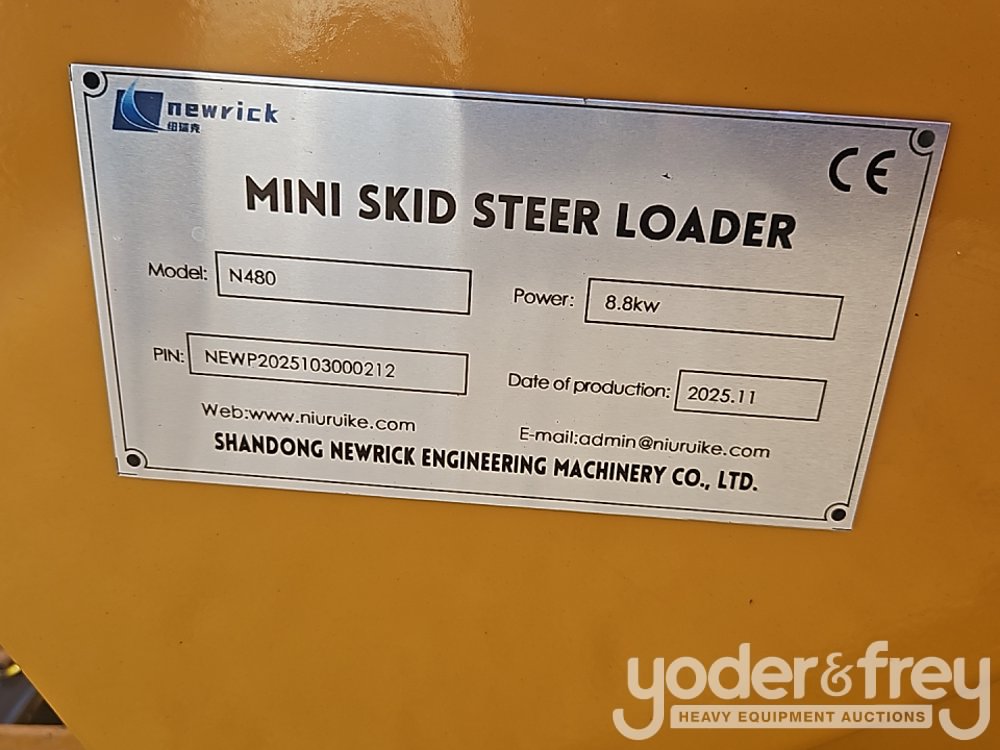 newrick
纽瑞克
CE
MINI SKID STEER LOADER
Model: N480
Power: 8.8kw
PIN: NEWP2025103000212
Date of production: 2025.11
Web:www.niuruike.com
E-mail:admin@niuruike.com
SHANDONG NEWRICK ENGINEERING MACHINERY CO., LTD.
yoder&frey
HEAVY EQUIPMENT AUCTIONS